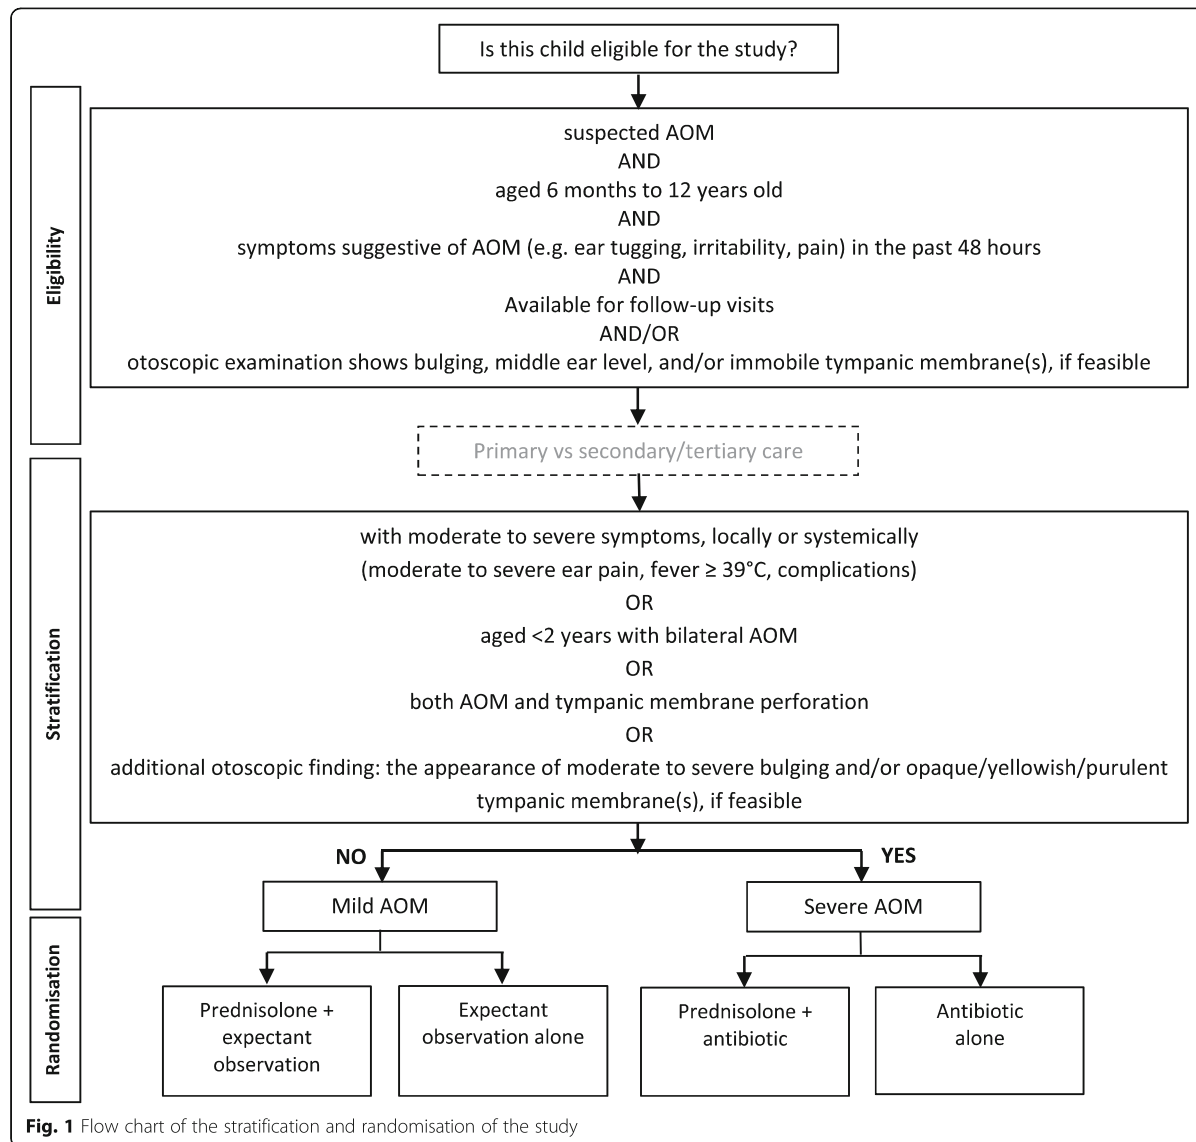 Is this child eligible for the study?
Eligibility
suspected AOM
AND
aged 6 months to 12 years old
AND
symptoms suggestive of AOM (e.g. ear tugging, irritability, pain) in the past 48 hours
AND
Available for follow-up visits
AND/OR
otoscopic examination shows bulging, middle ear level, and/or immobile tympanic membrane(s), if feasible
Primary vs secondary/tertiary care
Stratification
with moderate to severe symptoms, locally or systemically
(moderate to severe ear pain, fever ≥ 39°C, complications)
OR
aged <2 years with bilateral AOM
OR
both AOM and tympanic membrane perforation
OR
additional otoscopic finding: the appearance of moderate to severe bulging and/or opaque/yellowish/purulent
tympanic membrane(s), if feasible
NO
YES
Mild AOM
Severe AOM
Randomisation
Prednisolone +
expectant
observation
Expectant
observation alone
Prednisolone +
antibiotic
Antibiotic
alone
Fig. 1 Flow chart of the stratification and randomisation of the study